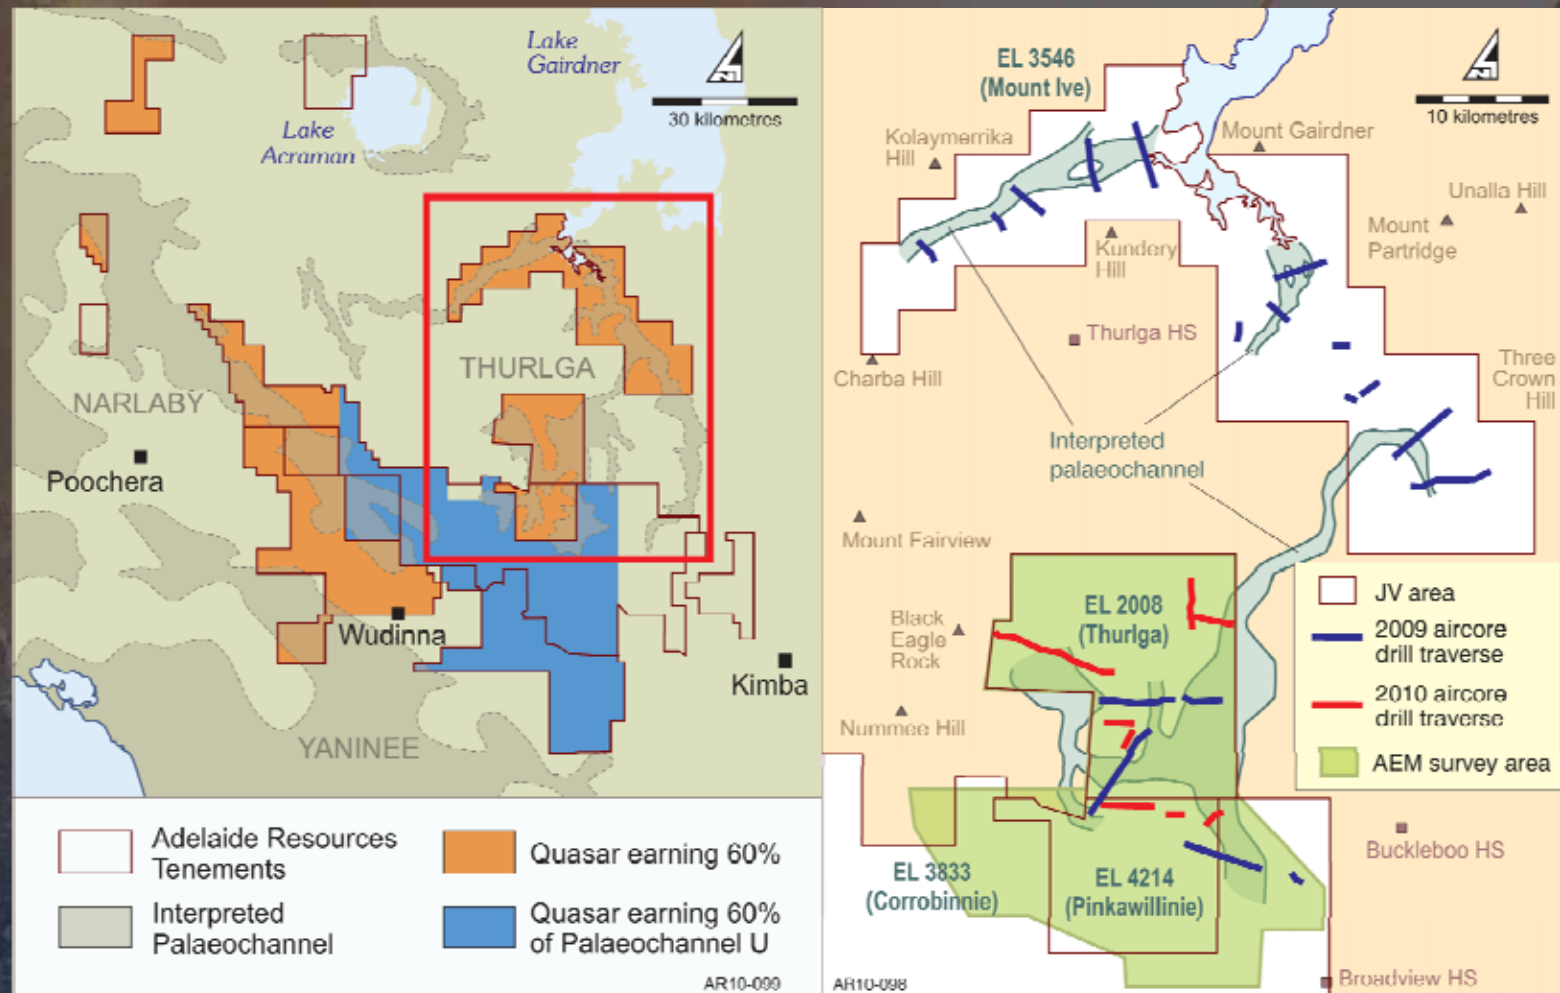 Lake
Gairdner
N
30 kilometres
Lake
Acraman
THURLGA
NARLABY
Poochera
Wudinna
Kimba
YANINEE
Adelaide Resources
Tenements
Quasar earning 60%
Interpreted
Palaeochannel
Quasar earning 60%
of Palaeochannel U
AR10-099
EL 3546
(Mount Ive)
N
10 kilometres
Kolaymerrika
Hill
Mount Gairdner
Unalla Hill
Mount
Partridge
Kundery
Hill
Thurlga HS
Charba Hill
Three
Crown
Hill
Interpreted
palaeochannel
Mount Fairview
EL 2008
(Thurlga)
Black
Eagle
Rock
Nummee Hill
JV area
2009 aircore
drill traverse
2010 aircore
drill traverse
AEM survey area
EL 3833
(Corrobinnie)
EL 4214
(Pinkawillinie)
Buckleboo HS
Broadview HS
AR10-098